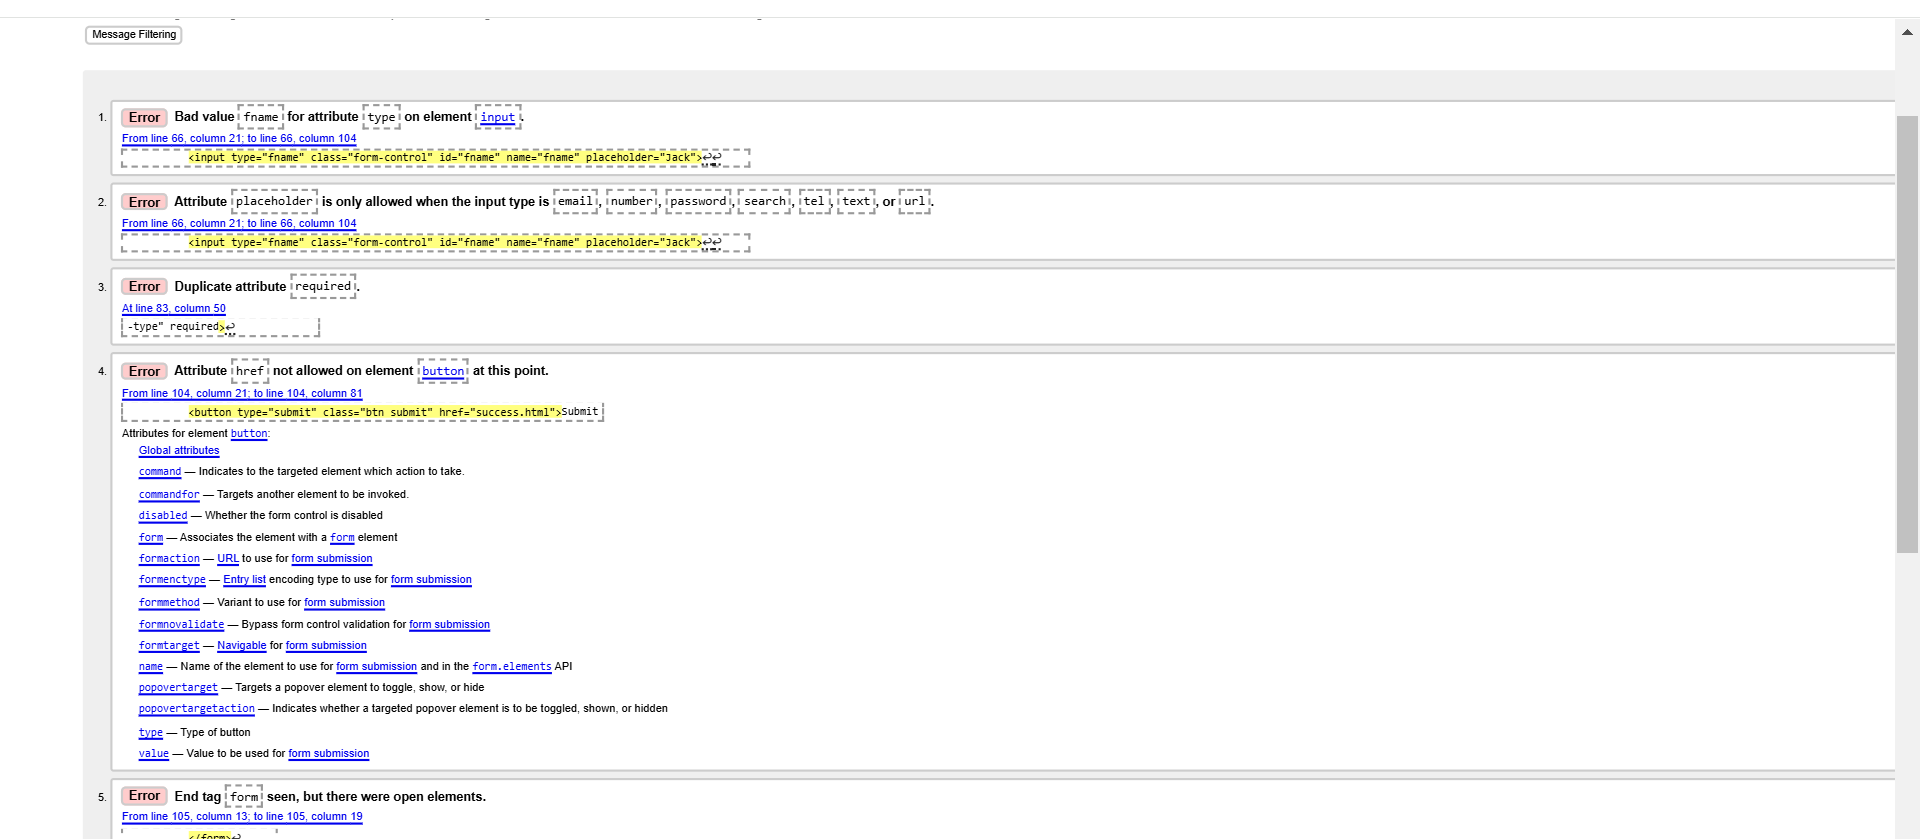 Message Filtering
1. Error Bad value fname for attribute type on element input.
From line 66, column 21; to line 66, column 104
<input type="fname" class="form-control" id="fname" name="fname" placeholder="Jack">↩↩
2. Error Attribute placeholder is only allowed when the input type is email, number, password, search, tel, text, or url.
From line 66, column 21; to line 66, column 104
<input type="fname" class="form-control" id="fname" name="fname" placeholder="Jack">↩↩
3. Error Duplicate attribute required.
At line 83, column 50
-type" required>↩
4. Error Attribute href not allowed on element button at this point.
From line 104, column 21; to line 104, column 81
<button type="submit" class="btn submit" href="success.html">Submit
Attributes for element button:
Global attributes
command — Indicates to the targeted element which action to take.
commandfor — Targets another element to be invoked.
disabled — Whether the form control is disabled
form — Associates the element with a form element
formaction — URL to use for form submission
formenctype — Entry list encoding type to use for form submission
formmethod — Variant to use for form submission
formnovalidate — Bypass form control validation for form submission
formtarget — Navigable for form submission
name — Name of the element to use for form submission and in the form.elements API
popovertarget — Targets a popover element to toggle, show, or hide
popovertargetaction — Indicates whether a targeted popover element is to be toggled, shown, or hidden
type — Type of button
value — Value to be used for form submission
5. Error End tag form seen, but there were open elements.
From line 105, column 13; to line 105, column 19
</form>↩